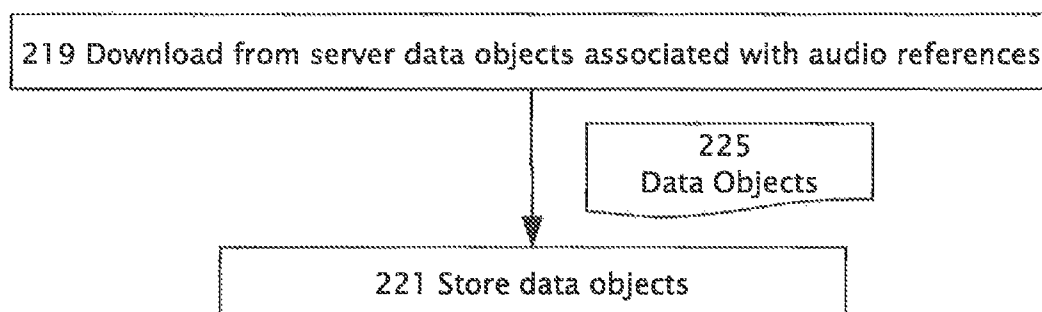 219 Download from server data objects associated with audio references
225
Data Objects
221 Store data objects